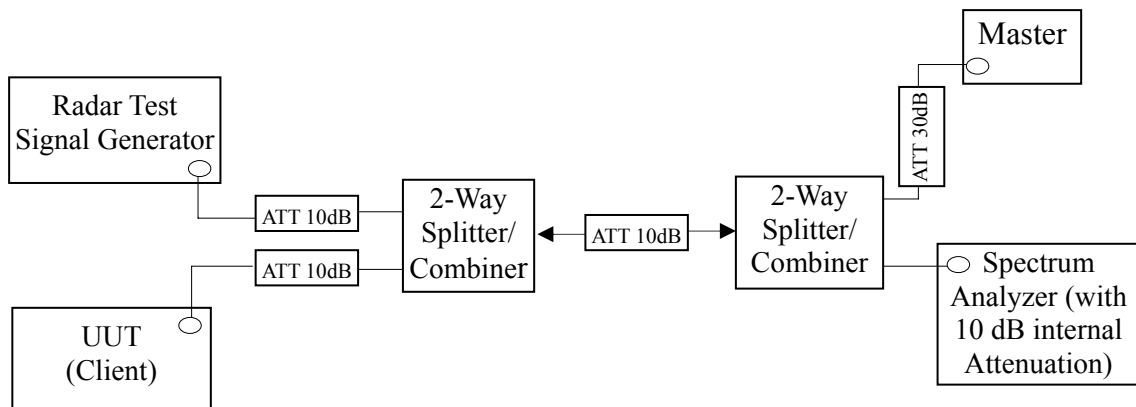 Master
Radar Test
Signal Generator
ATT 30dB
2-Way
Splitter/
Combiner
2-Way
Splitter/
Combiner
ATT 10dB
ATT 10dB
ATT 10dB
UUT
(Client)
Spectrum
Analyzer (with
10 dB internal
Attenuation)